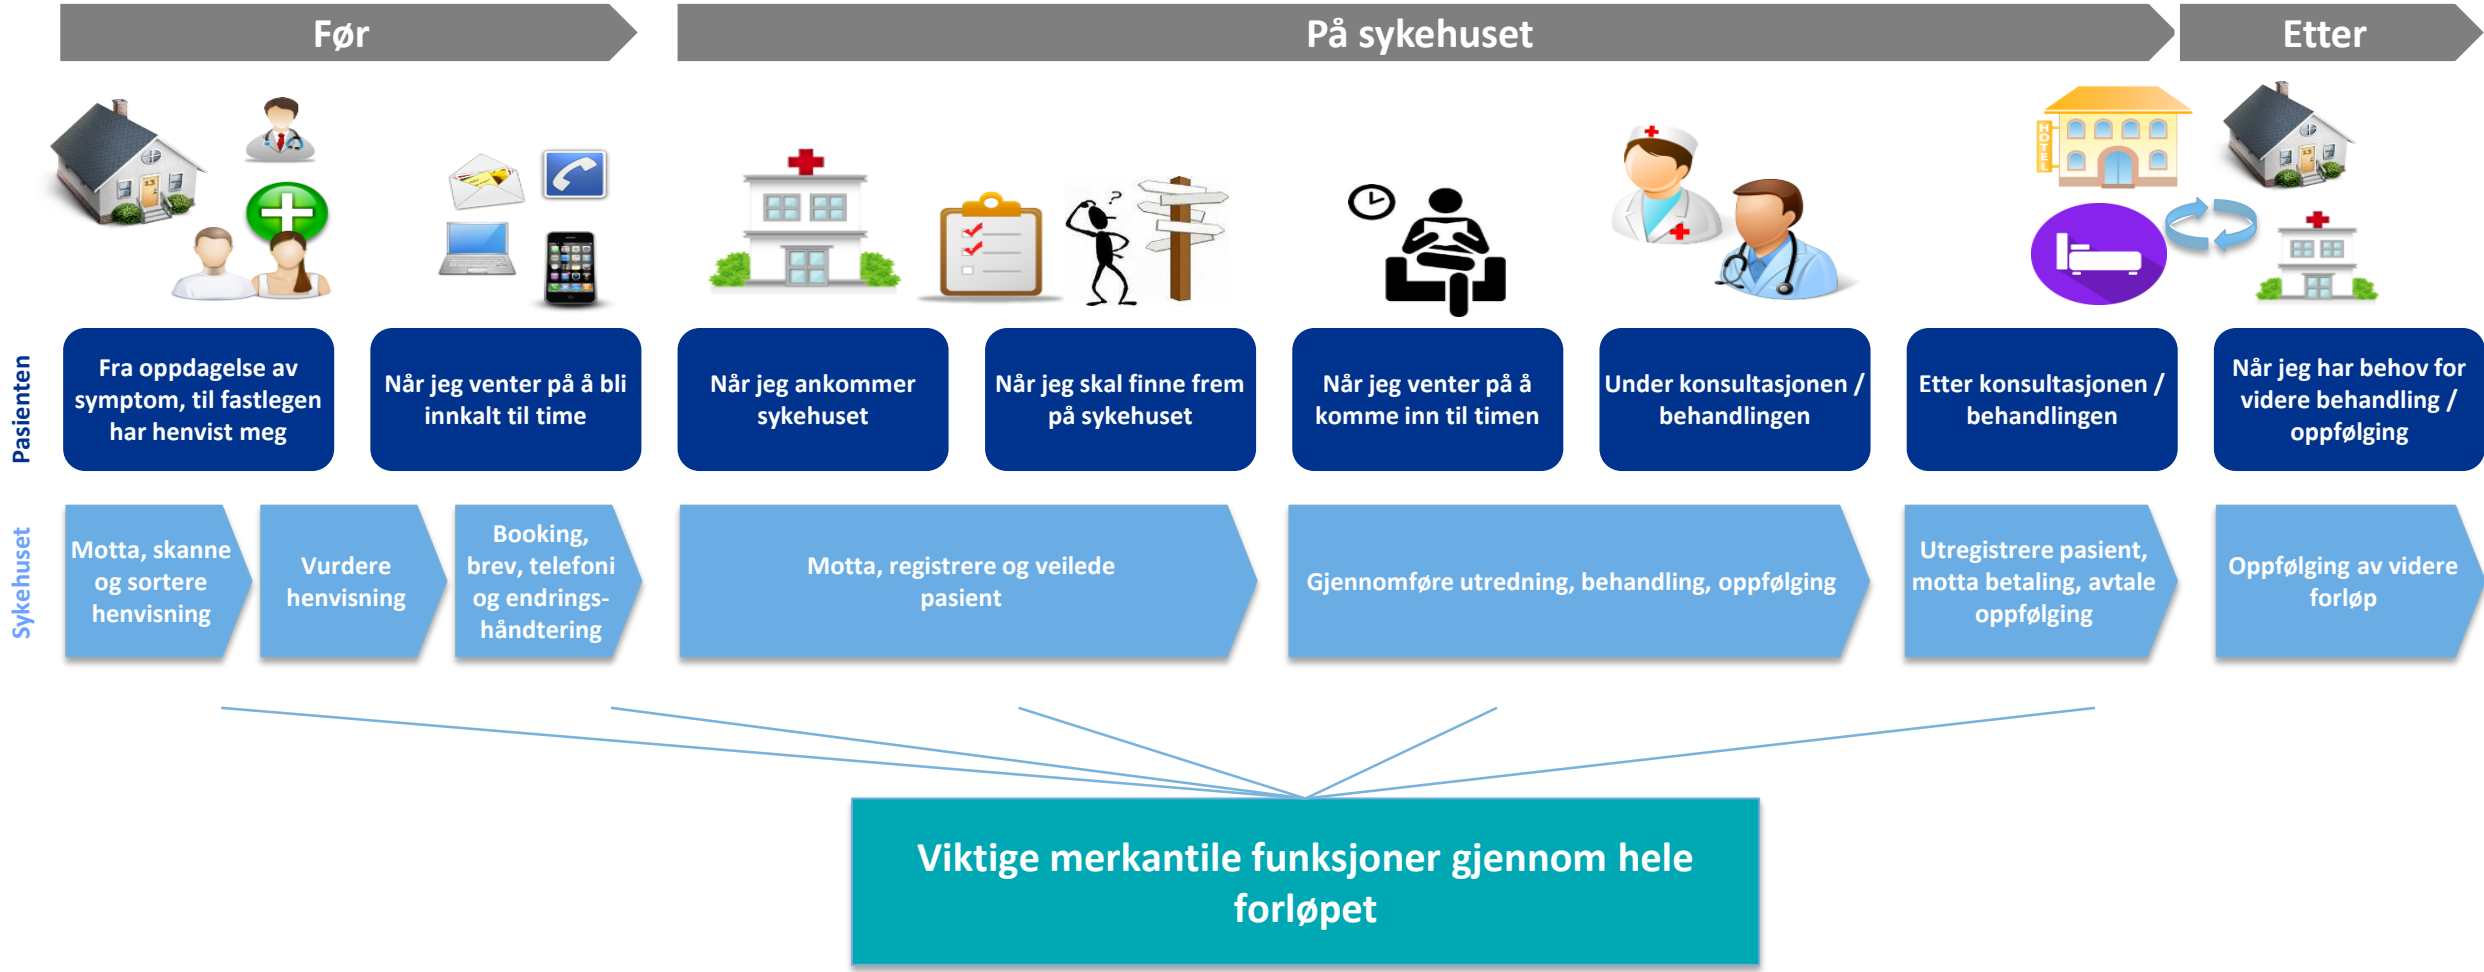 Før
På sykehuset
Etter
HOTEL
13
13
Pasienten
Fra oppdagelse av
symptom, til fastlegen
har henvist meg
Når jeg venter på å bli
innkalt til time
Når jeg ankommer
sykehuset
Når jeg skal finne frem
på sykehuset
Når jeg venter på å
komme inn til timen
Under konsultasjonen /
behandlingen
Etter konsultasjonen /
behandlingen
Når jeg har behov for
videre behandling /
oppfølging
Sykehuset
Motta, skanne
og sortere
henvisning
Vurdere
henvisning
Booking,
brev, telefoni
og endrings-
håndtering
Motta, registrere og veilede
pasient
Gjennomføre utredning, behandling, oppfølging
Utregistrere pasient,
motta betaling, avtale
oppfølging
Oppfølging av videre
forløp
Viktige merkantile funksjoner gjennom hele
forløpet